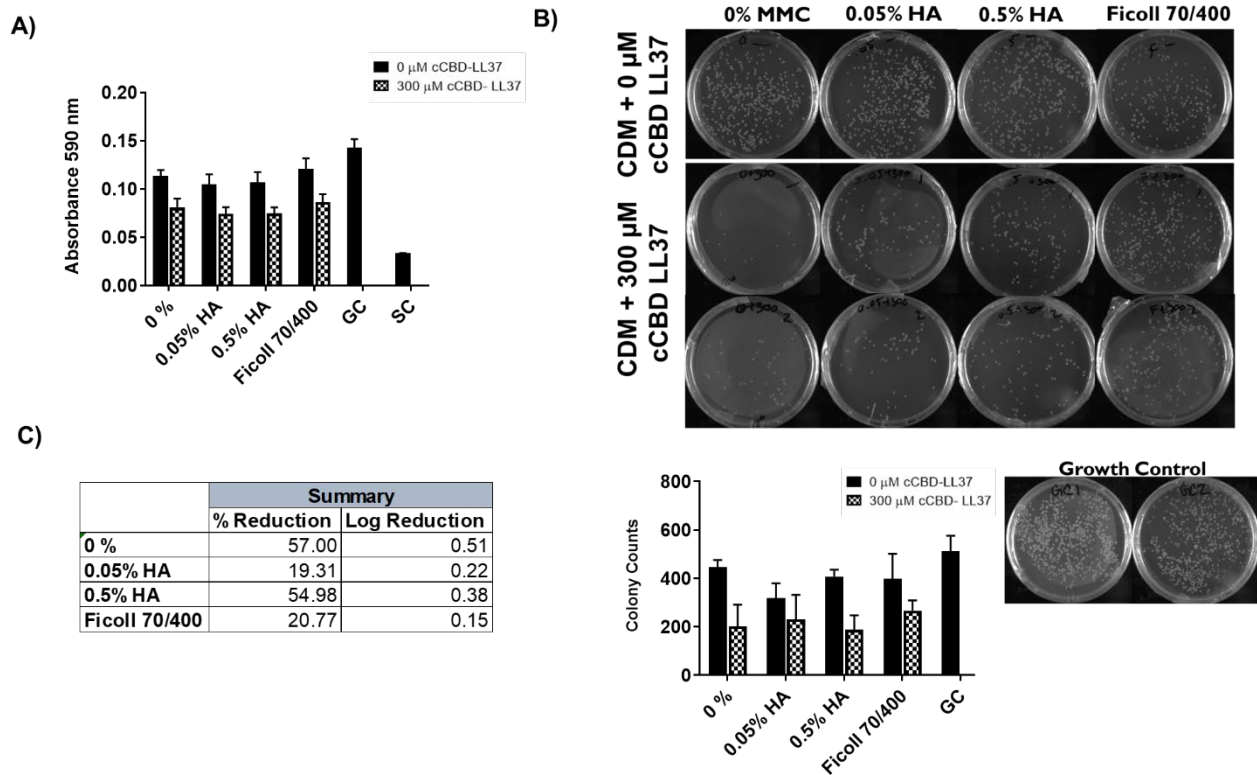 A)
0 μM cCBD-LL37
300 μM cCBD- LL37
Absorbance 590 nm
0.20
0.15
0.10
0.05
0.00
0 %
0.05% HA
0.5% HA
Ficoll 70/400
GC
SC
B)
0% MMC 0.05% HA 0.5% HA Ficoll 70/400
CDM + 0 μM
cCBD LL37
CDM + 300 μM
cCBD LL37
C)
Summary
% Reduction Log Reduction
0 % 57.00 0.51
0.05% HA 19.31 0.22
0.5% HA 54.98 0.38
Ficoll 70/400 20.77 0.15
0 μM cCBD-LL37
300 μM cCBD- LL37
Colony Counts
800
600
400
200
0
0 %
0.05% HA
0.5% HA
Ficoll 70/400
GC
Growth Control
GC1 GC2